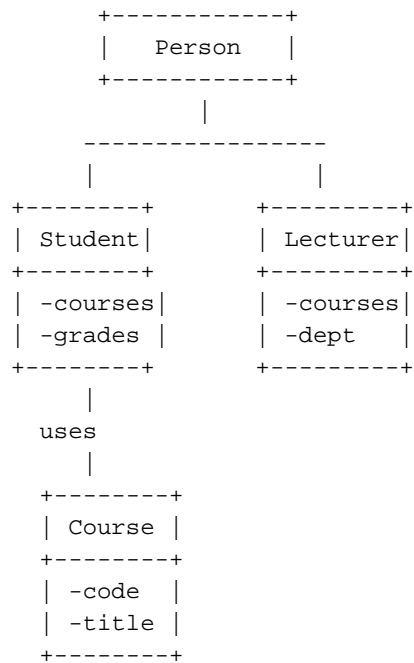 Person
Student Lecturer
-courses -courses
-grades -dept
uses
Course
-code
-title